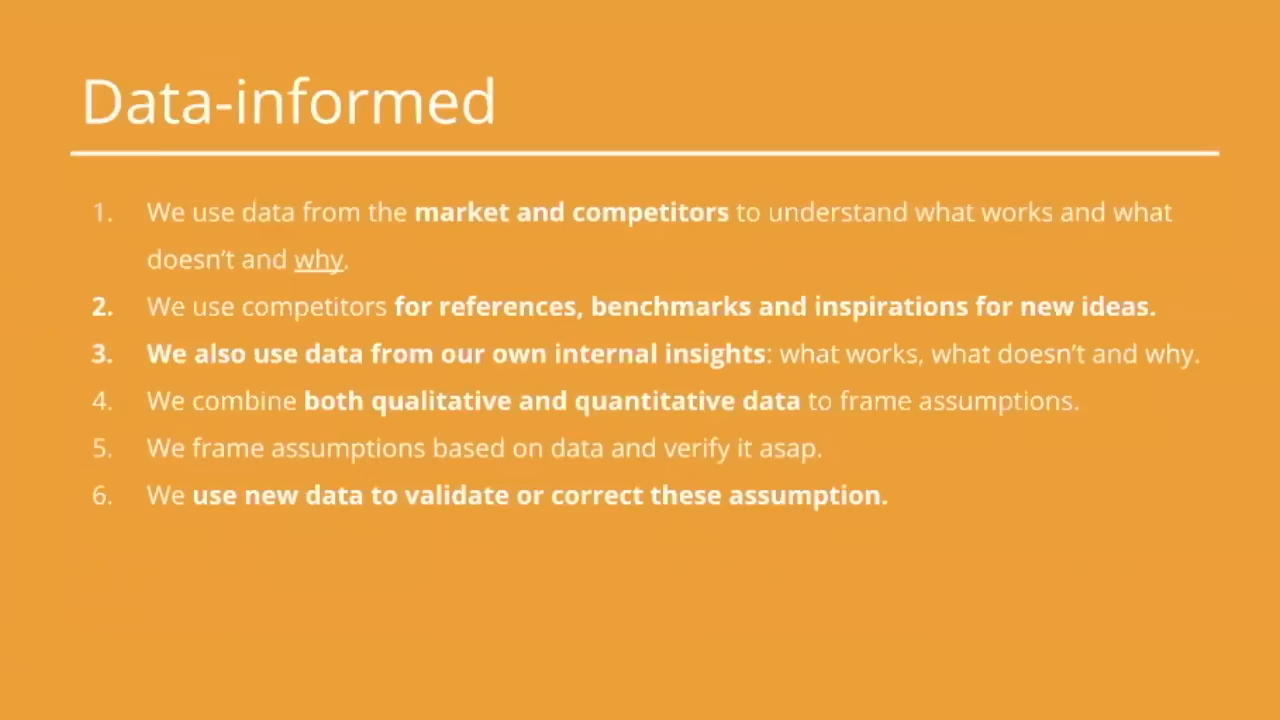 Data-informed
1. We use data from the market and competitors to understand what works and what
doesn’t and why.
2. We use competitors for references, benchmarks and inspirations for new ideas.
3. We also use data from our own internal insights: what works, what doesn’t and why.
4. We combine both qualitative and quantitative data to frame assumptions.
5. We frame assumptions based on data and verify it asap.
6. We use new data to validate or correct these assumption.